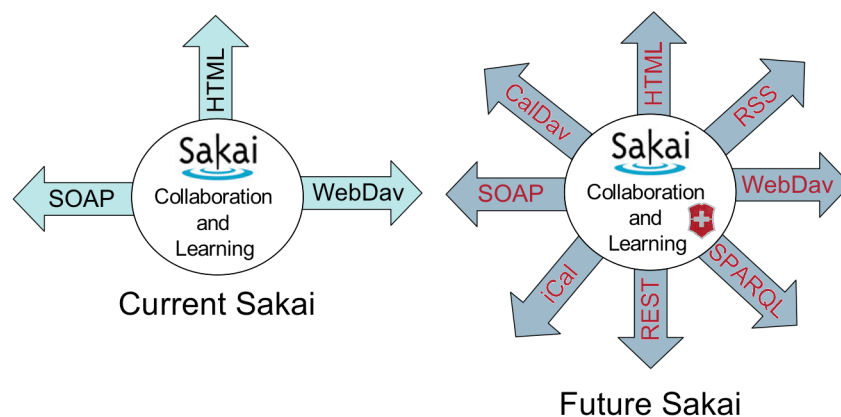 HTML
Sakai
SOAP
Collaboration
and
Learning
WebDav
Current Sakai
HTML
CalDav
RSS
Sakai
SOAP
Collaboration
and
Learning
WebDav
iCal
REST
SPARQL
Future Sakai